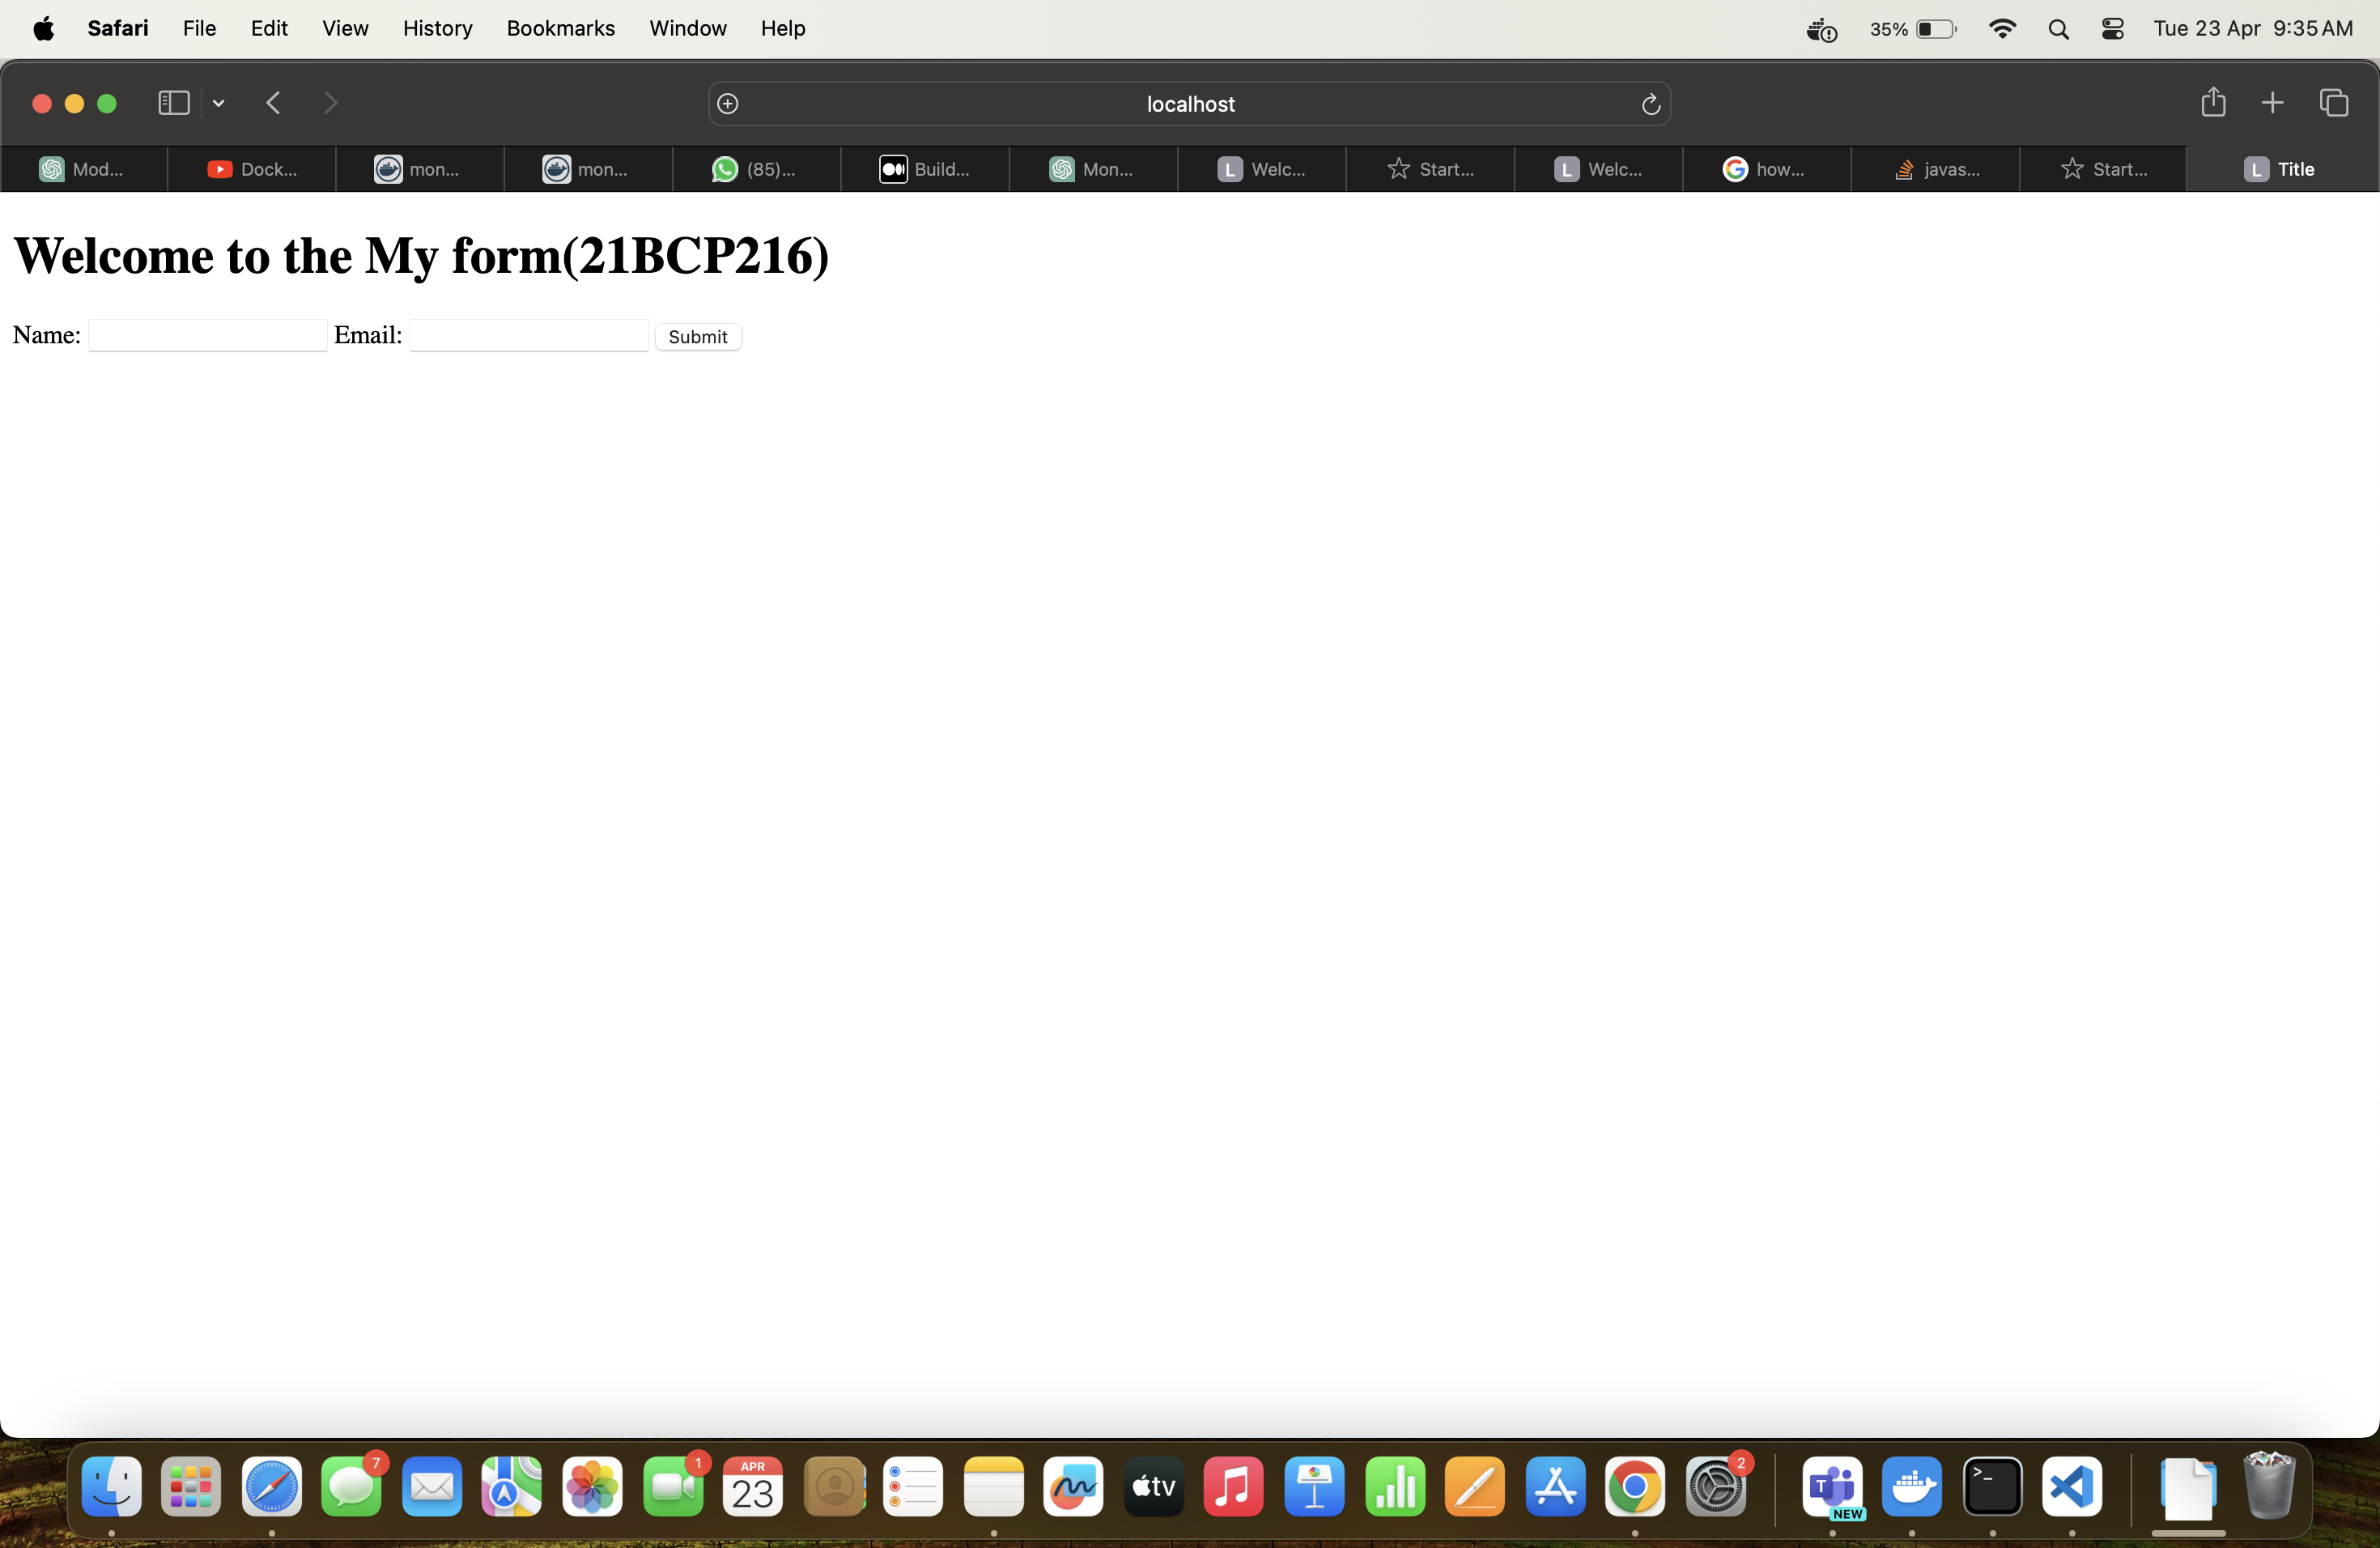 Safari File Edit View History Bookmarks Window Help 35% Tue 23 Apr 9:35 AM
localhost
Mod... Dock... mon... mon... (85)... Build... Mon... L Welc... Start... L Welc... how... javas... Start... L Title
Welcome to the My form(21BCP216)
Name: Email: Submit
7 1 APR 23 tv 2 T NEW >_